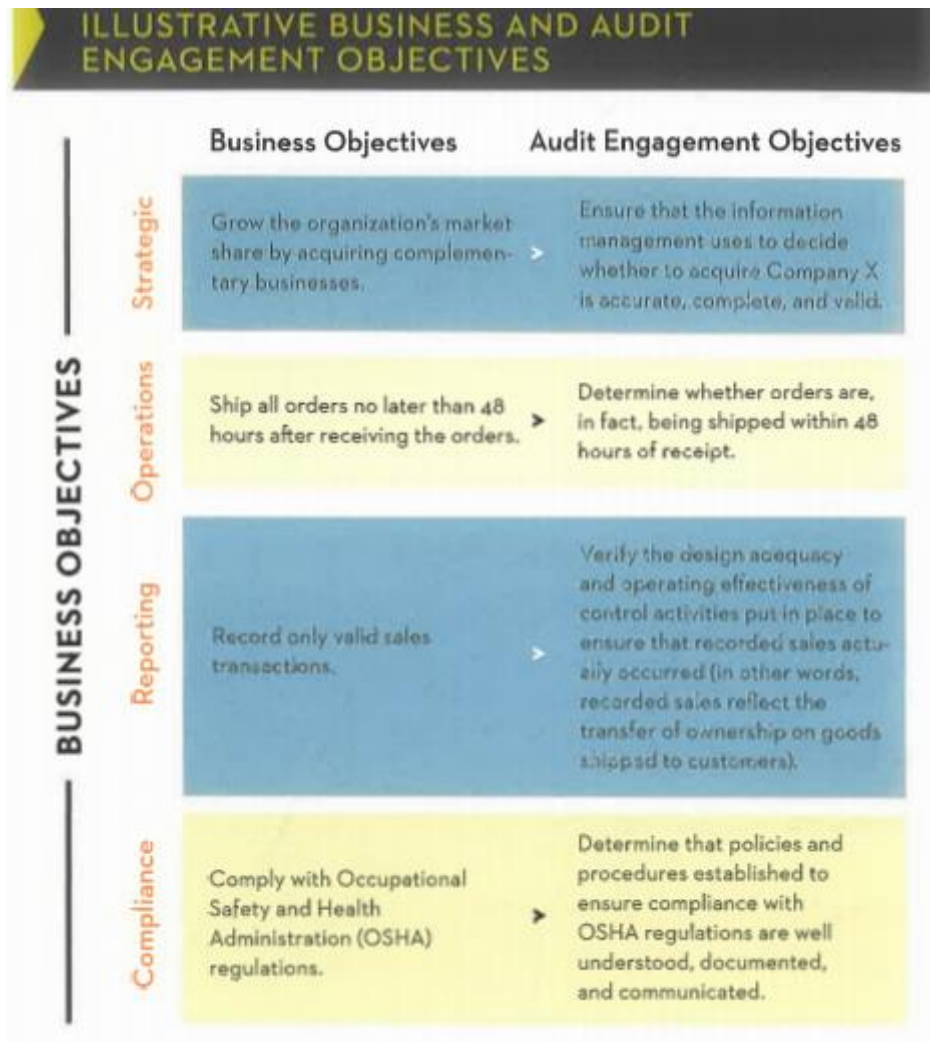 ILLUSTRATIVE BUSINESS AND AUDIT
ENGAGEMENT OBJECTIVES
Business Objectives
Audit Engagement Objectives
BUSINESS OBJECTIVES
Strategic
Grow the organization's market
share by acquiring complemen-
tary businesses.
>
Ensure that the information
management uses to decide
whether to acquire Company X
is accurate, complete, and valid.
Operations
Ship all orders no later than 48
hours after receiving the orders.
>
Determine whether orders are,
in fact, being shipped within 48
hours of receipt.
Reporting
Record only valid sales
transactions.
>
Verify the design adequacy
and operating effectiveness of
control activities put in place to
ensure that recorded sales actu-
ally occurred (in other words,
recorded sales reflect the
transfer of ownership on goods
shipped to customers).
Compliance
Comply with Occupational
Safety and Health
Administration (OSHA)
regulations.
>
Determine that policies and
procedures established to
ensure compliance with
OSHA regulations are well
understood, documented,
and communicated.